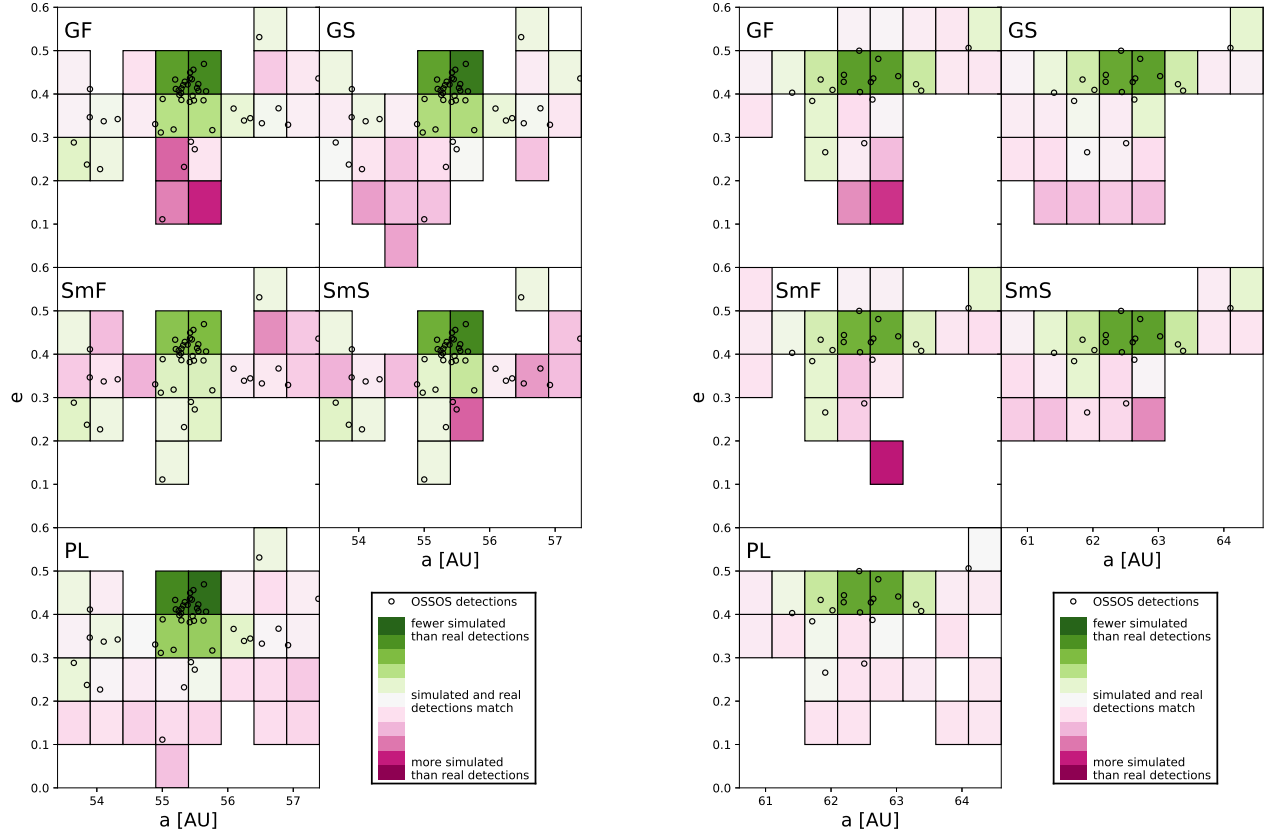 0.6
GF
GS
0.5
0.4
0.3
0.2
0.1
0.6
SmF
SmS
0.5
0.4
0.3
0.2
0.1
e
0.6
PL
0.5
0.4
0.3
0.2
0.1
0.0
54
55
56
57
a [AU]
54
55
56
57
a [AU]
OSSOS detections
fewer simulated
than real detections
simulated and real
detections match
more simulated
than real detections
0.6
GF
GS
0.5
0.4
0.3
0.2
0.1
0.6
SmF
SmS
0.5
0.4
0.3
0.2
0.1
e
0.6
PL
0.5
0.4
0.3
0.2
0.1
0.0
61
62
63
64
a [AU]
61
62
63
64
a [AU]
OSSOS detections
fewer simulated
than real detections
simulated and real
detections match
more simulated
than real detections